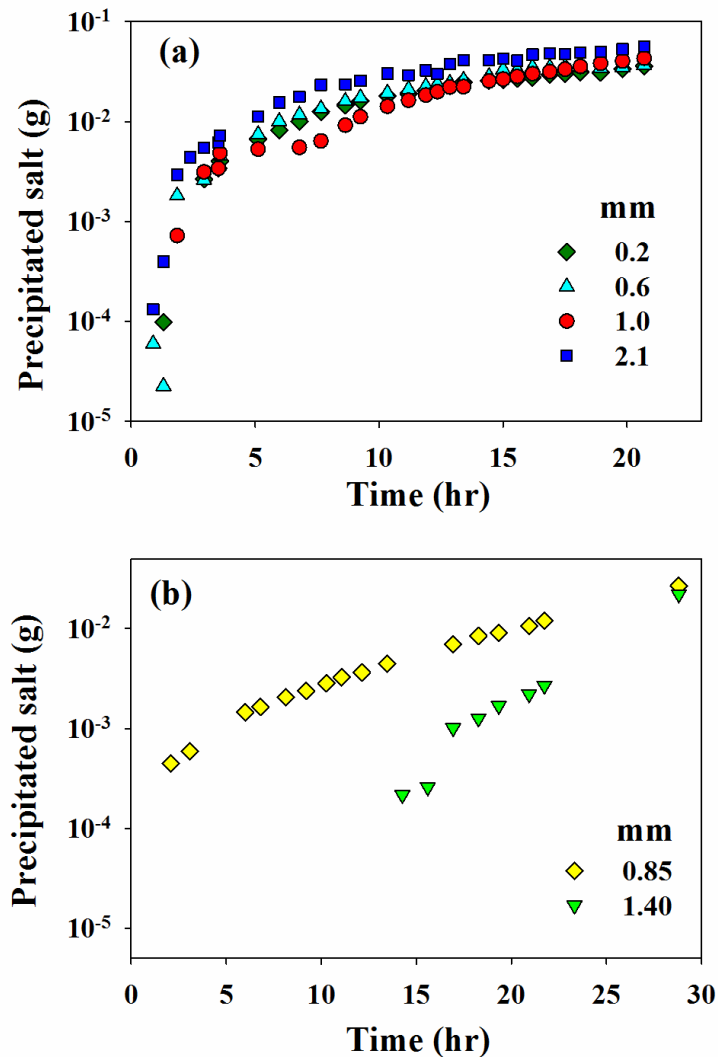 (a)
Precipitated salt (g)
10^-1
10^-2
10^-3
10^-4
10^-5
mm
0.2
0.6
1.0
2.1
0 5 10 15 20
Time (hr)
(b)
Precipitated salt (g)
10^-2
10^-3
10^-4
10^-5
mm
0.85
1.40
0 5 10 15 20 25 30
Time (hr)